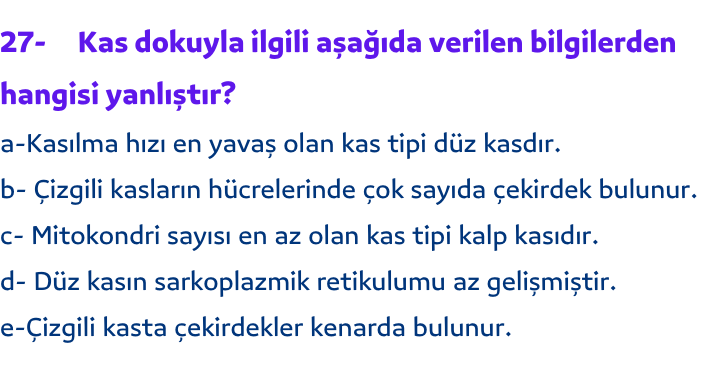 27- Kas dokuyla ilgili aşağıda verilen bilgilerden
hangisi yanlıştır?
a-Kasılma hızı en yavaş olan kas tipi düz kasdır.
b- Çizgili kasların hücrelerinde çok sayıda çekirdek bulunur.
c- Mitokondri sayısı en az olan kas tipi kalp kasıdır.
d- Düz kasın sarkoplazmik retikulumu az gelişmiştir.
e-Çizgili kasta çekirdekler kenarda bulunur.